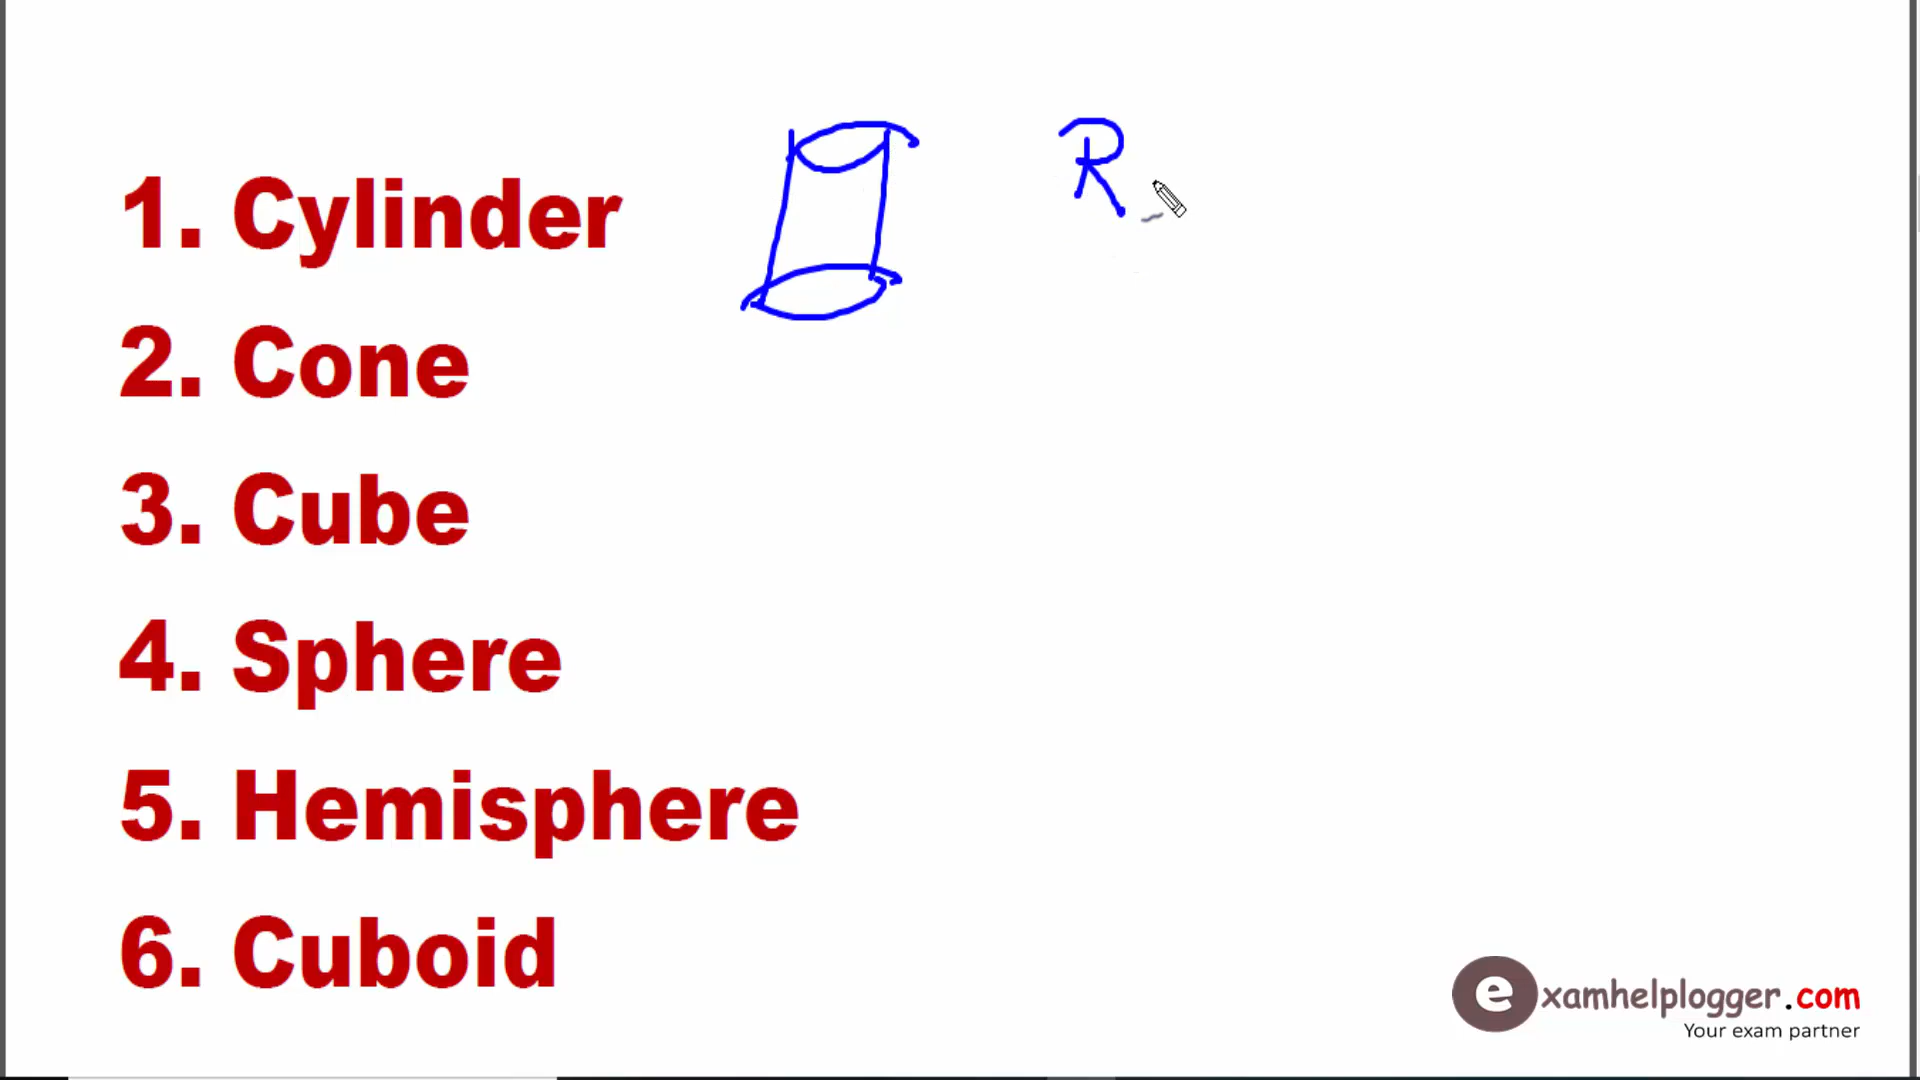 1. Cylinder
R
2. Cone
3. Cube
4. Sphere
5. Hemisphere
6. Cuboid
examhelplogger.com
Your exam partner